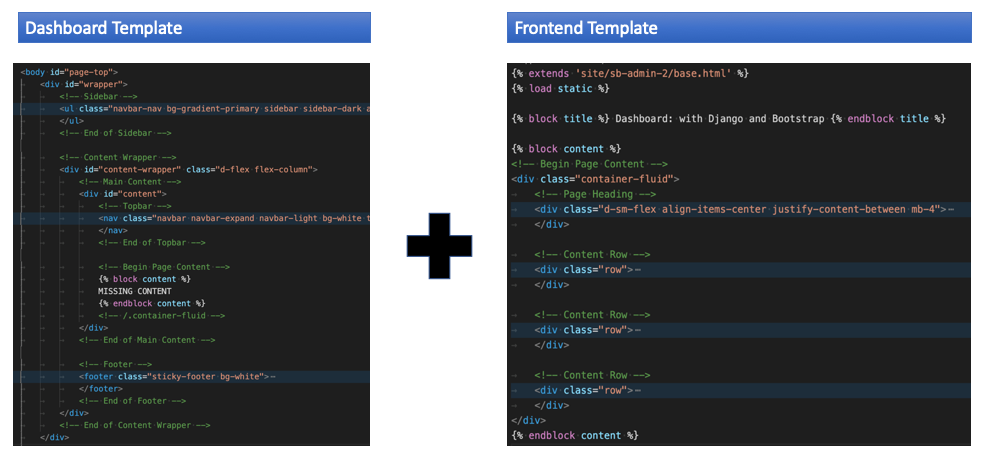 Dashboard Template
<body id="page-top">
<div id="wrapper">
<!-- Sidebar -->
<ul class="navbar-nav bg-gradient-primary sidebar sidebar-dark a
</ul>
<!-- End of Sidebar -->
<!-- Content Wrapper -->
<div id="content-wrapper" class="d-flex flex-column">
<!-- Main Content -->
<div id="content">
<!-- Topbar -->
<nav class="navbar navbar-expand navbar-light bg-white t
</nav>
<!-- End of Topbar -->
<!-- Begin Page Content -->
{% block content %}
MISSING CONTENT
{% endblock content %}
<!-- /.container-fluid -->
</div>
<!-- End of Main Content -->
<!-- Footer -->
<footer class="sticky-footer bg-white">
</footer>
<!-- End of Footer -->
</div>
<!-- End of Content Wrapper -->
</div>
Frontend Template
{% extends 'site/sb-admin-2/base.html' %}
{% load static %}
{% block title %} Dashboard: with Django and Bootstrap {% endblock title %}
{% block content %}
<!-- Begin Page Content -->
<div class="container-fluid">
<!-- Page Heading -->
<div class="d-sm-flex align-items-center justify-content-between mb-4">
</div>
<!-- Content Row -->
<div class="row">
</div>
<!-- Content Row -->
<div class="row">
</div>
<!-- Content Row -->
<div class="row">
</div>
</div>
{% endblock content %}